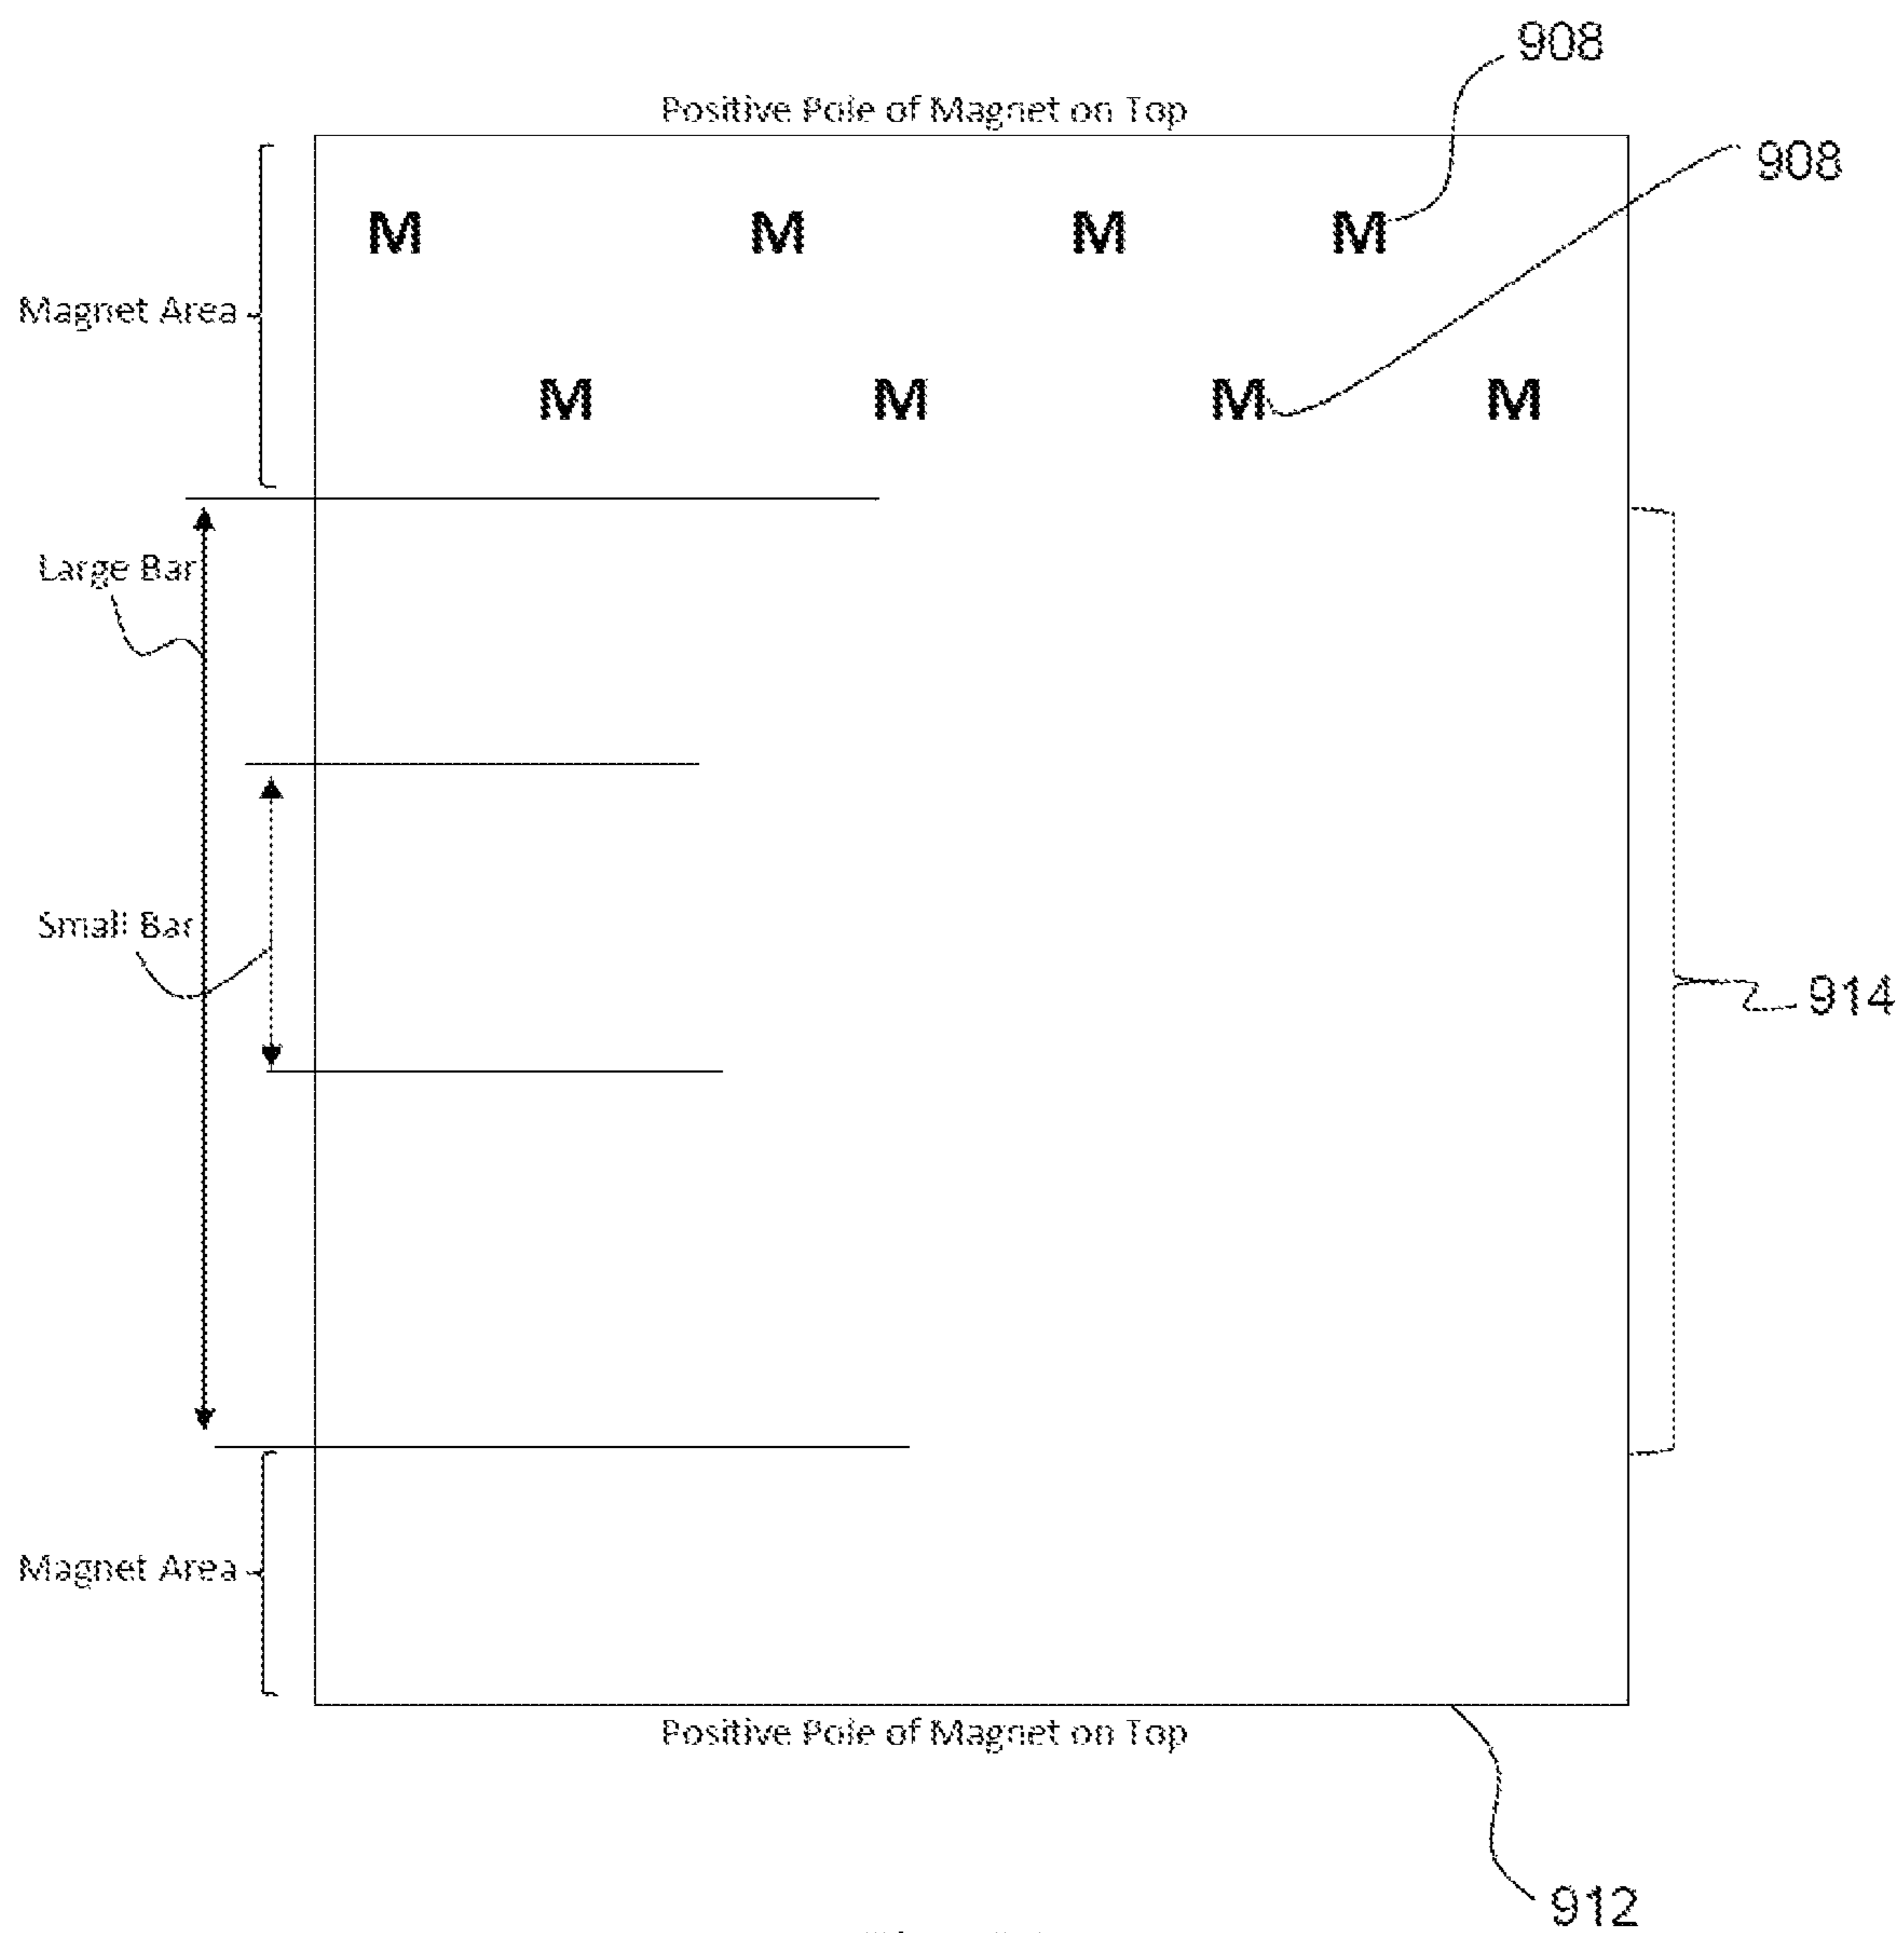 908
Positive Pole of Magnet on Top
908
M M M M
Magnet Area
M M M M
Large Bar
Small Bar
914
Magnet Area
Positive Pole of Magnet on Top
912